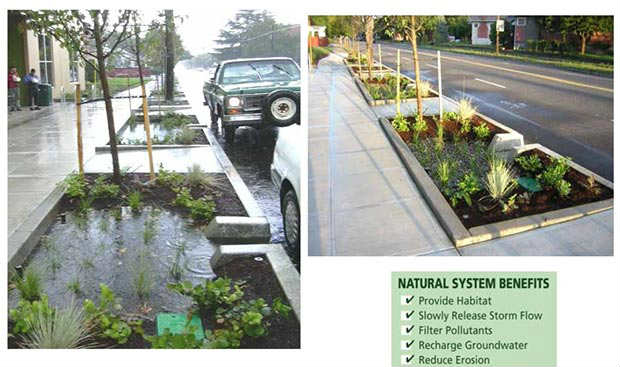 NATURAL SYSTEM BENEFITS
✔ Provide Habitat
✔ Slowly Release Storm Flow
✔ Filter Pollutants
✔ Recharge Groundwater
✔ Reduce Erosion